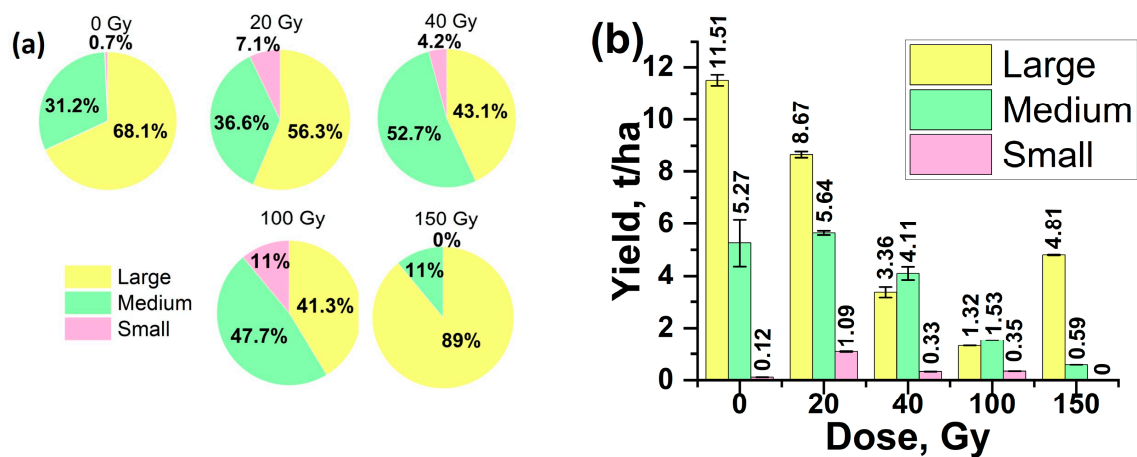 (a)
0 Gy
0.7%
31.2%
68.1%
20 Gy
7.1%
36.6%
56.3%
40 Gy
4.2%
52.7%
43.1%
100 Gy
11%
41.3%
47.7%
150 Gy
0%
11%
89%
Large
Medium
Small
(b)
Yield, t/ha
12
10
8
6
4
2
0
11.51
5.27
0.12
8.67
5.64
1.09
3.36
4.11
0.33
1.32
1.53
0.35
4.81
0.59
0
Large
Medium
Small
0 20 40 100 150
Dose, Gy